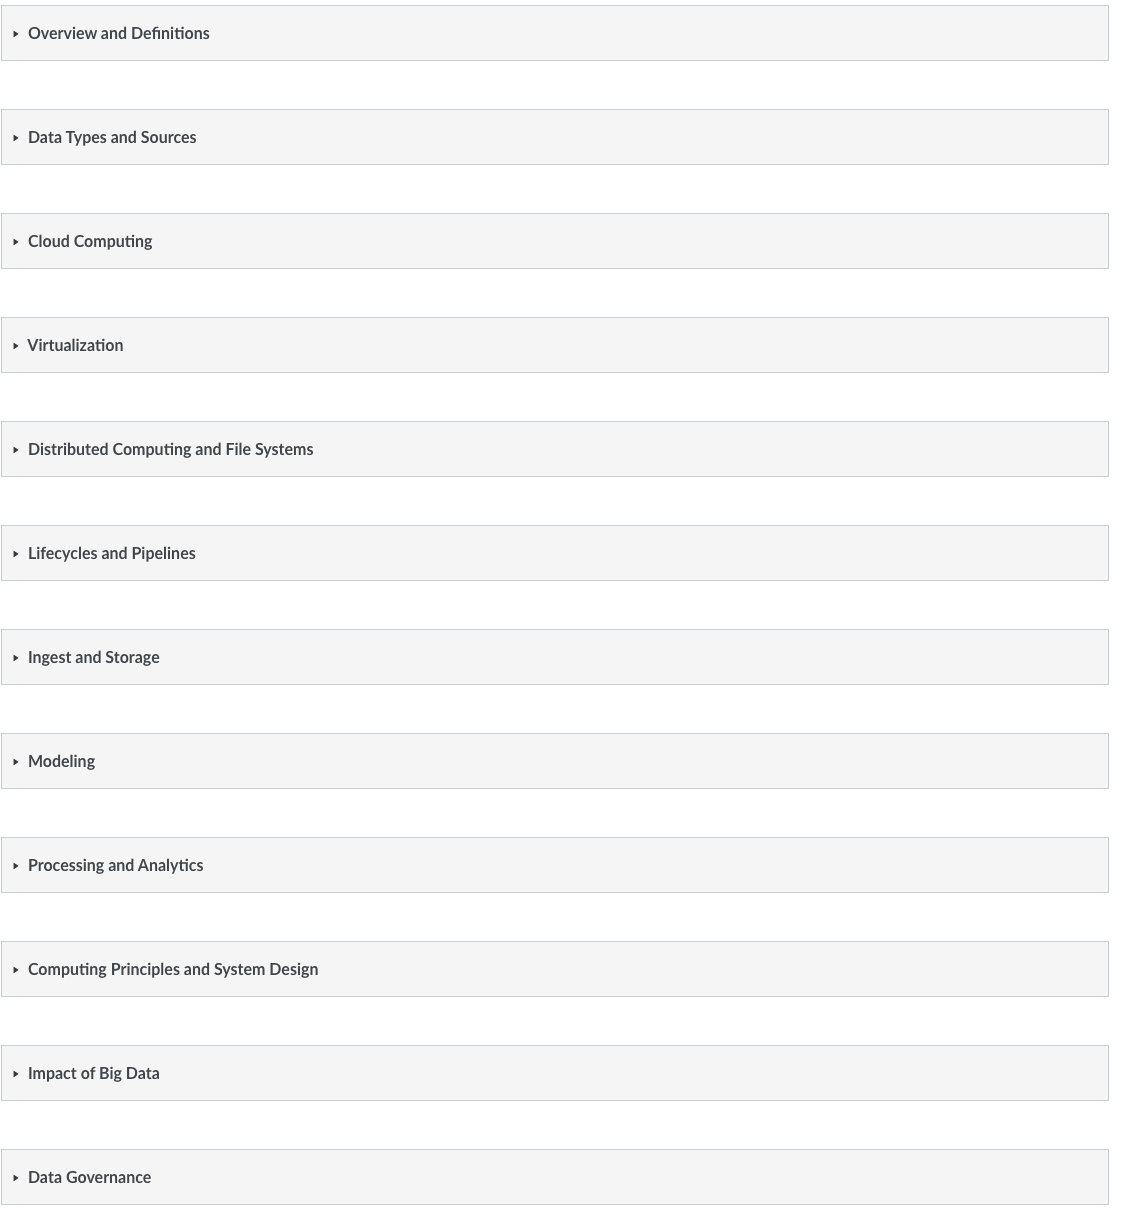 Overview and Definitions
Data Types and Sources
Cloud Computing
Virtualization
Distributed Computing and File Systems
Lifecycles and Pipelines
Ingest and Storage
Modeling
Processing and Analytics
Computing Principles and System Design
Impact of Big Data
Data Governance